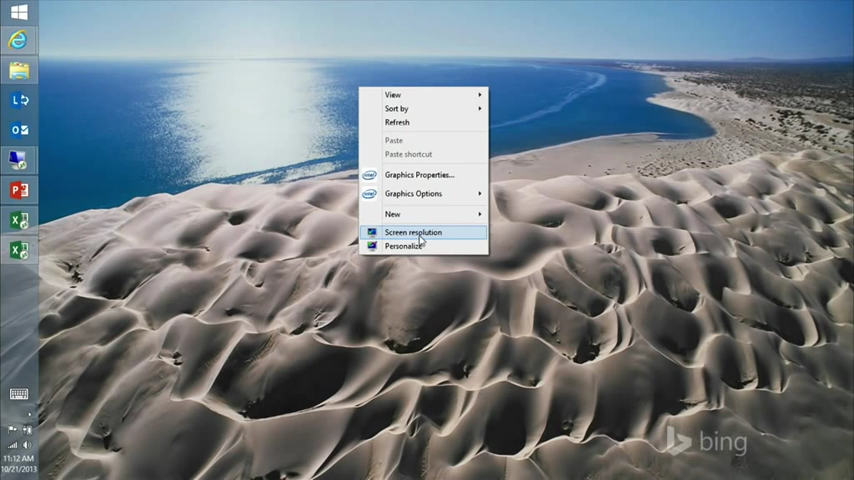 View
Sort by
Refresh
Paste
Paste shortcut
Graphics Properties...
Graphics Options
New
Screen resolution
Personalize
bing
11:12 AM
10/21/2013